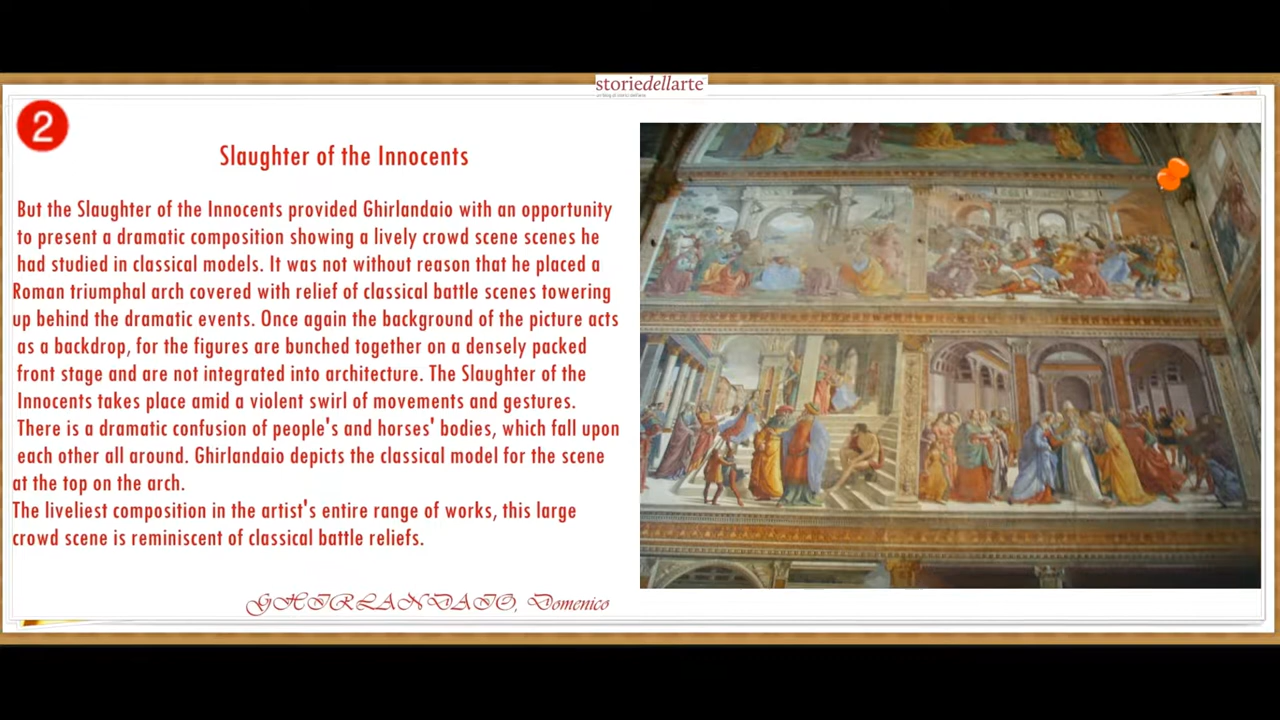 storiedellarte
2
Slaughter of the Innocents
But the Slaughter of the Innocents provided Ghirlandaio with an opportunity
to present a dramatic composition showing a lively crowd scene scenes he
had studied in classical models. It was not without reason that he placed a
Roman triumphal arch covered with relief of classical battle scenes towering
up behind the dramatic events. Once again the background of the picture acts
as a backdrop, for the figures are bunched together on a densely packed
front stage and are not integrated into architecture. The Slaughter of the
Innocents takes place amid a violent swirl of movements and gestures.
There is a dramatic confusion of people's and horses' bodies, which fall upon
each other all around. Ghirlandaio depicts the classical model for the scene
at the top on the arch.
The liveliest composition in the artist's entire range of works, this large
crowd scene is reminiscent of classical battle reliefs.
GHIRLANDAIO, Domenico